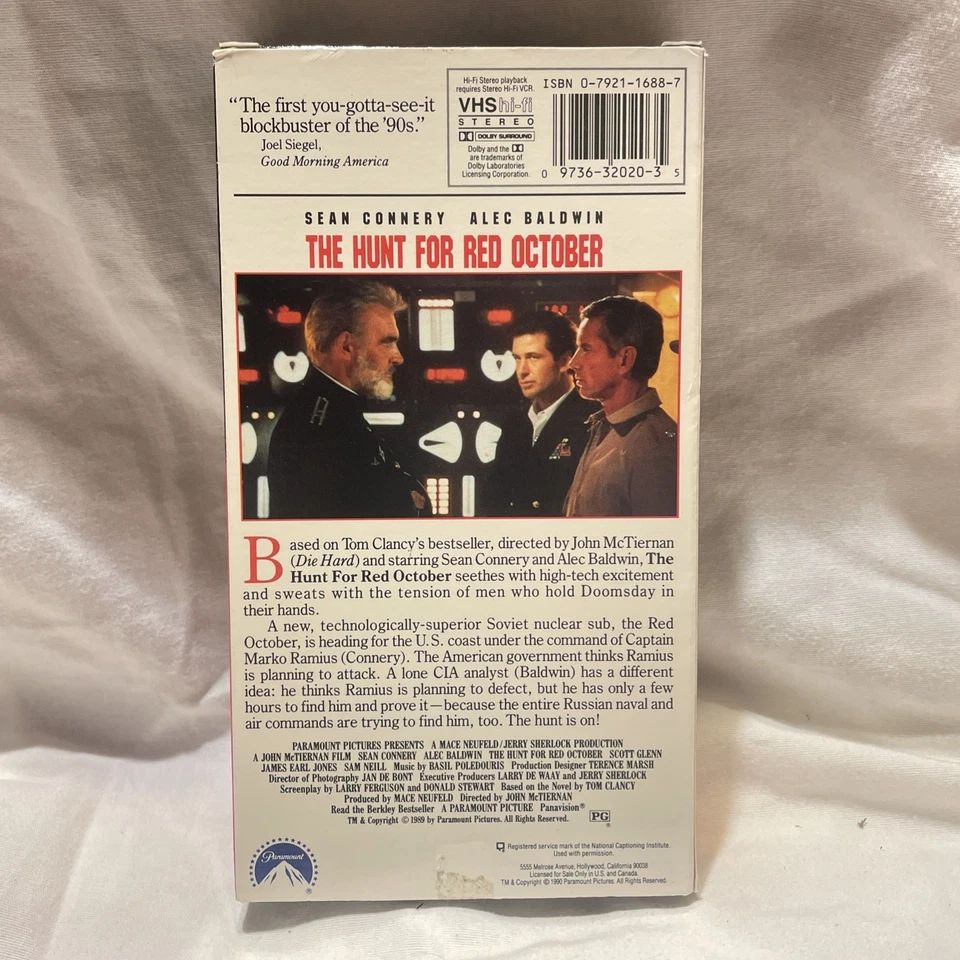 “The first you-gotta-see-it
blockbuster of the ’90s.”
Joel Siegel,
Good Morning America
Hi-Fi Stereo playback
requires Stereo Hi-Fi VCR.
VHS hi-fi
STEREO
DOLBY SURROUND
Dolby and the
are trademarks of
Dolby Laboratories
Licensing Corporation.
ISBN 0-7921-1688-7
0 9736-32020-3 5
SEAN CONNERY ALEC BALDWIN
THE HUNT FOR RED OCTOBER
Based on Tom Clancy’s bestseller, directed by John McTiernan
(Die Hard) and starring Sean Connery and Alec Baldwin, The
Hunt For Red October seethes with high-tech excitement
and sweats with the tension of men who hold Doomsday in
their hands.
A new, technologically-superior Soviet nuclear sub, the Red
October, is heading for the U.S. coast under the command of Captain
Marko Ramius (Connery). The American government thinks Ramius
is planning to attack. A lone CIA analyst (Baldwin) has a different
idea: he thinks Ramius is planning to defect, but he has only a few
hours to find him and prove it—because the entire Russian naval and
air commands are trying to find him, too. The hunt is on!
PARAMOUNT PICTURES PRESENTS A MACE NEUFELD/JERRY SHERLOCK PRODUCTION
A JOHN McTIERNAN FILM SEAN CONNERY ALEC BALDWIN THE HUNT FOR RED OCTOBER SCOTT GLENN
JAMES EARL JONES SAM NEILL Music by BASIL POLEDOURIS Production Designer TERENCE MARSH
Director of Photography JAN DE BONT Executive Producers LARRY DE WAAY and JERRY SHERLOCK
Screenplay by LARRY FERGUSON and DONALD STEWART Based on the Novel by TOM CLANCY
Produced by MACE NEUFELD Directed by JOHN McTIERNAN
Read the Berkley Bestseller A PARAMOUNT PICTURE Panavision®
TM & Copyright © 1989 by Paramount Pictures. All Rights Reserved.
PG
®
Paramount
®
Registered service mark of the National Captioning Institute.
Used with permission.
5555 Melrose Avenue, Hollywood, California 90038
Licensed for Sale Only in U.S. and Canada.
TM & Copyright © 1990 Paramount Pictures. All Rights Reserved.